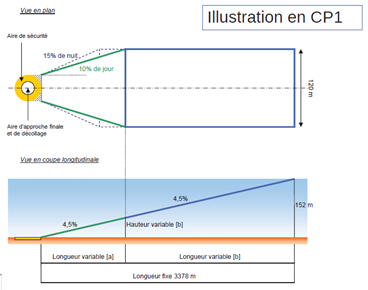 Vue en plan
Illustration en CP1
Aire de sécurité
15% de nuit
10% de jour
120 m
Aire d'approche finale
et de décollage
Vue en coupe longitudinale
4,5%
152 m
4,5%
Hauteur variable [b]
Longueur variable [a]
Longueur variable [b]
Longueur fixe 3378 m